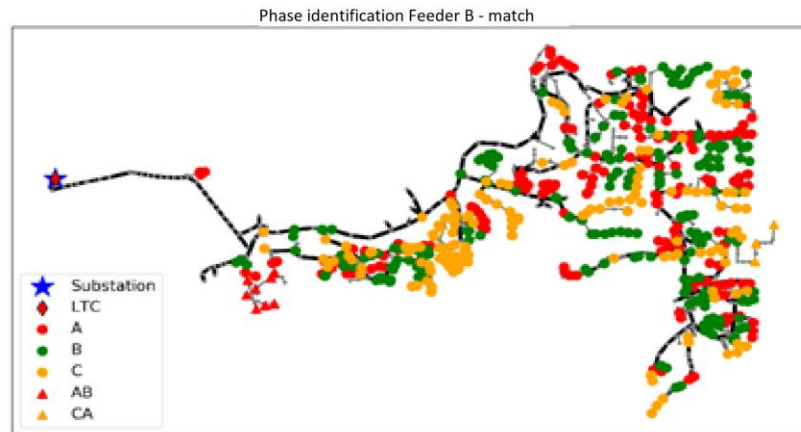 Phase identification Feeder B - match
Substation
LTC
A
B
C
AB
CA